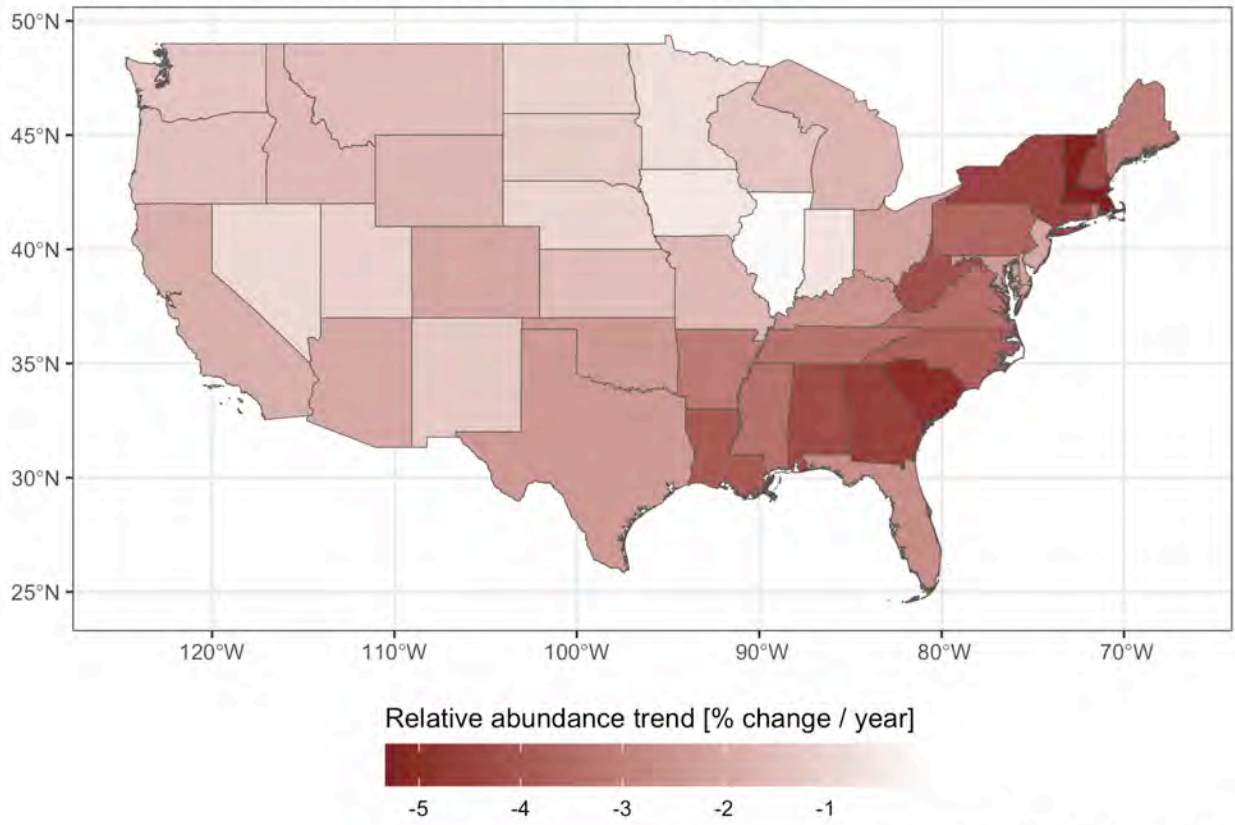 50°N
45°N
40°N
35°N
30°N
25°N
120°W 110°W 100°W 90°W 80°W 70°W
Relative abundance trend [% change / year]
-5 -4 -3 -2 -1